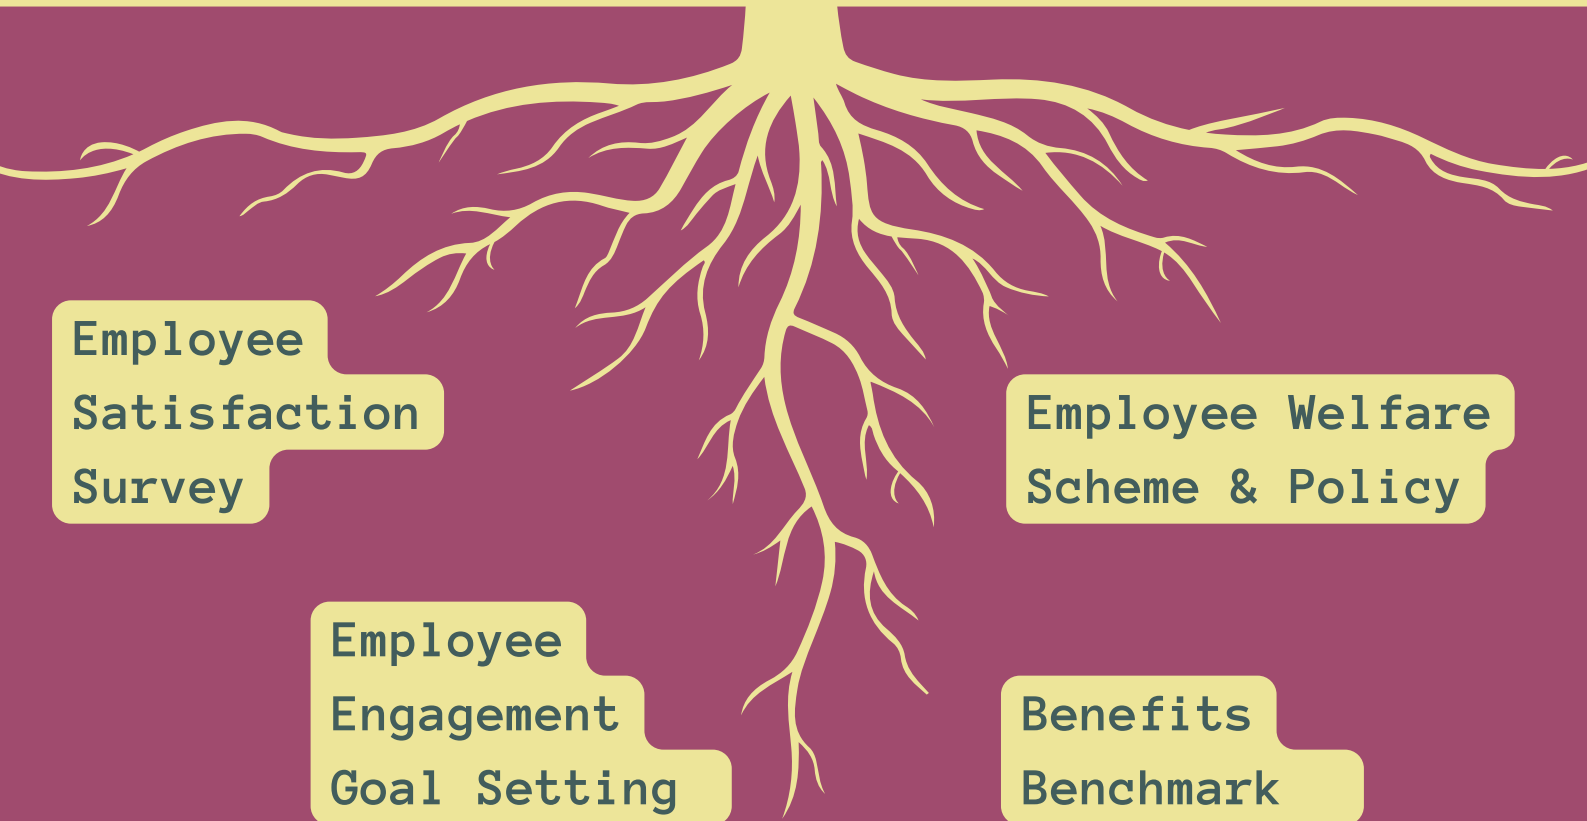 Employee
Satisfaction
Survey
Employee Welfare
Scheme & Policy
Employee
Engagement
Goal Setting
Benefits
Benchmark